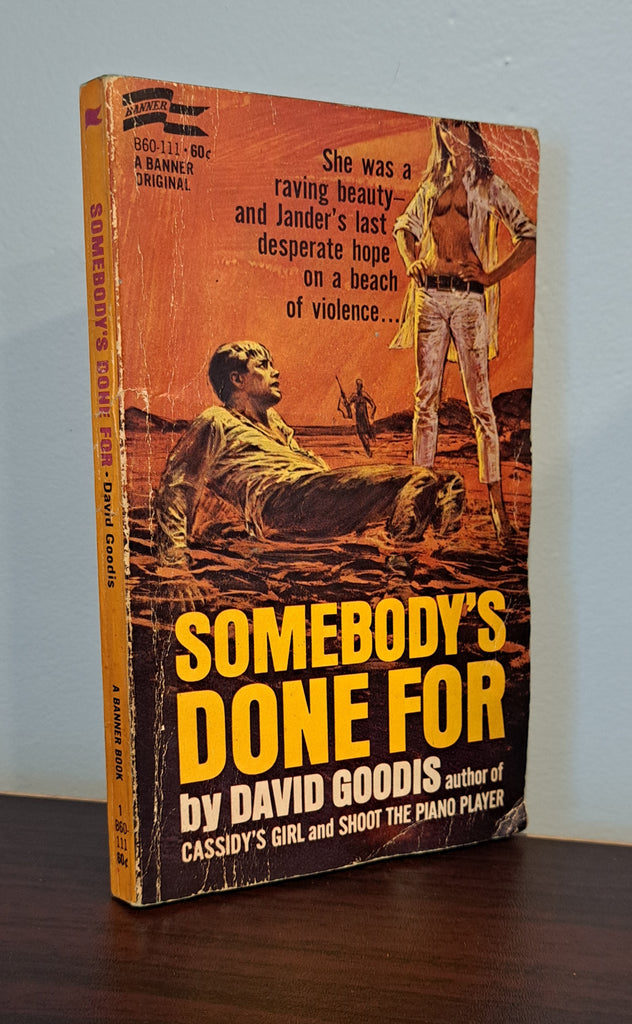 BANNER
B60-111 • 60¢
A BANNER
ORIGINAL
She was a
raving beauty—
and Jander's last
desperate hope
on a beach
of violence...
SOMEBODY'S
DONE FOR
by DAVID GOODIS author of
CASSIDY'S GIRL and SHOOT THE PIANO PLAYER
SOMEBODY'S DONE FOR • David Goodis
A BANNER BOOK
1
B60-
111
60¢